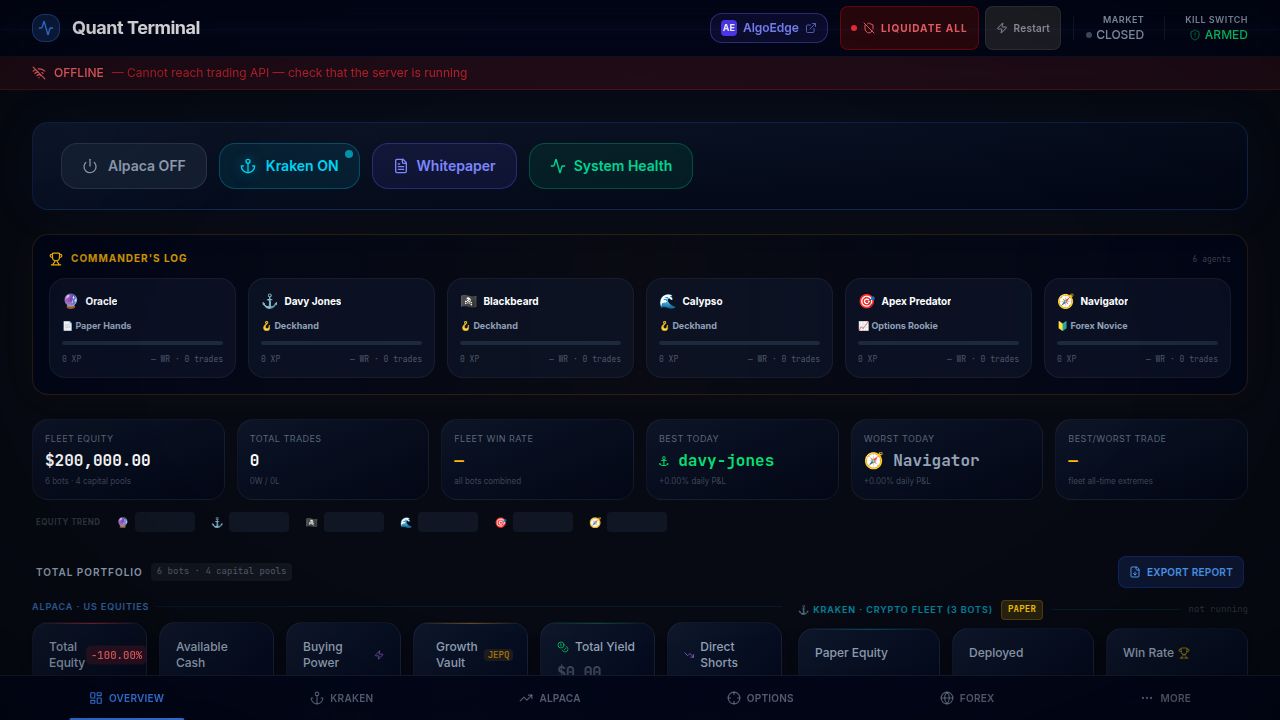 Quant Terminal
AE AlgoEdge
LIQUIDATE ALL
Restart
MARKET
CLOSED
KILL SWITCH
ARMED
OFFLINE — Cannot reach trading API — check that the server is running
Alpaca OFF
Kraken ON
Whitepaper
System Health
COMMANDER'S LOG
6 agents
Oracle
Paper Hands
0 XP
— WR · 0 trades
Davy Jones
Deckhand
0 XP
— WR · 0 trades
Blackbeard
Deckhand
0 XP
— WR · 0 trades
Calypso
Deckhand
0 XP
— WR · 0 trades
Apex Predator
Options Rookie
0 XP
— WR · 0 trades
Navigator
Forex Novice
0 XP
— WR · 0 trades
FLEET EQUITY
$200,000.00
6 bots · 4 capital pools
TOTAL TRADES
0
0W / 0L
FLEET WIN RATE
—
all bots combined
BEST TODAY
davy-jones
+0.00% daily P&L
WORST TODAY
Navigator
+0.00% daily P&L
BEST/WORST TRADE
—
fleet all-time extremes
EQUITY TREND
TOTAL PORTFOLIO
6 bots · 4 capital pools
EXPORT REPORT
ALPACA · US EQUITIES
KRAKEN · CRYPTO FLEET (3 BOTS)
PAPER
not running
Total
Equity
-100.00%
Available
Cash
Buying
Power
Growth
Vault
JEPQ
Total Yield
$0.00
Direct
Shorts
Paper Equity
Deployed
Win Rate
OVERVIEW
KRAKEN
ALPACA
OPTIONS
FOREX
MORE